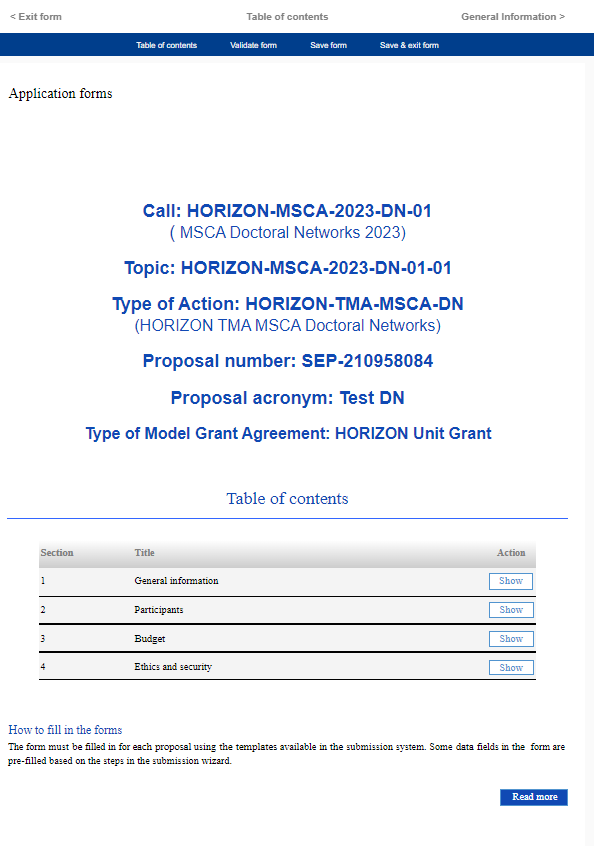 < Exit form Table of contents General Information >
Table of contents Validate form Save form Save & exit form
Application forms
Call: HORIZON-MSCA-2023-DN-01
( MSCA Doctoral Networks 2023)
Topic: HORIZON-MSCA-2023-DN-01-01
Type of Action: HORIZON-TMA-MSCA-DN
(HORIZON TMA MSCA Doctoral Networks)
Proposal number: SEP-210958084
Proposal acronym: Test DN
Type of Model Grant Agreement: HORIZON Unit Grant
Table of contents
Section Title Action
1 General information Show
2 Participants Show
3 Budget Show
4 Ethics and security Show
How to fill in the forms
The form must be filled in for each proposal using the templates available in the submission system. Some data fields in the form are
pre-filled based on the steps in the submission wizard.
Read more